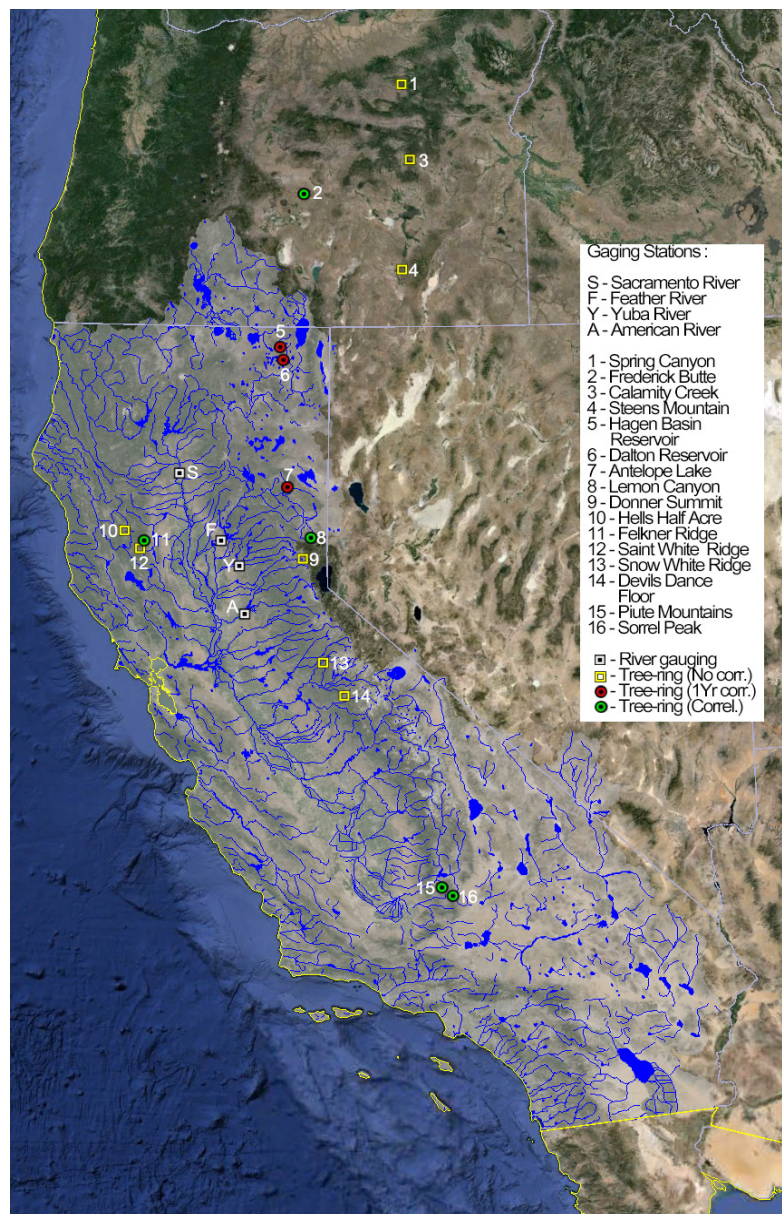 1
3
2
4
Gaging Stations :
S - Sacramento River
F - Feather River
Y - Yuba River
A - American River
1 - Spring Canyon
2 - Frederick Butte
3 - Calamity Creek
4 - Steens Mountain
5 - Hagen Basin
Reservoir
6 - Dalton Reservoir
7 - Antelope Lake
8 - Lemon Canyon
9 - Donner Summit
10 - Hells Half Acre
11 - Felkner Ridge
12 - Saint White Ridge
13 - Snow White Ridge
14 - Devils Dance
Floor
15 - Piute Mountains
16 - Sorrel Peak
- River gauging
- Tree-ring (No corr.)
- Tree-ring (1Yr corr.)
- Tree-ring (Correl.)
5
6
S
7
10
11
12
F
8
9
Y
A
13
14
15
16